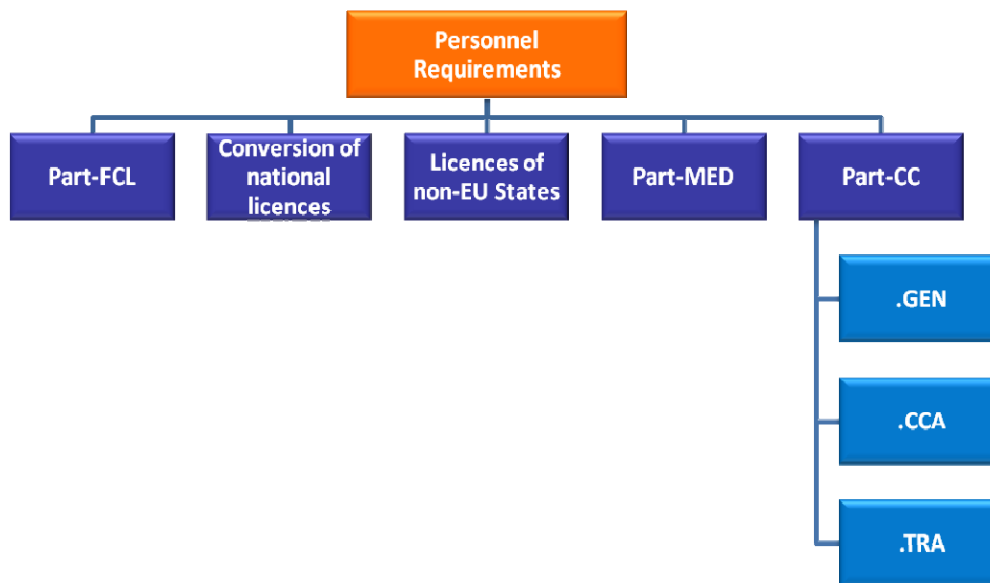 Personnel
Requirements
Part-FCL
Conversion of
national
licences
Licences of
non-EU States
Part-MED
Part-CC
.GEN
.CCA
.TRA